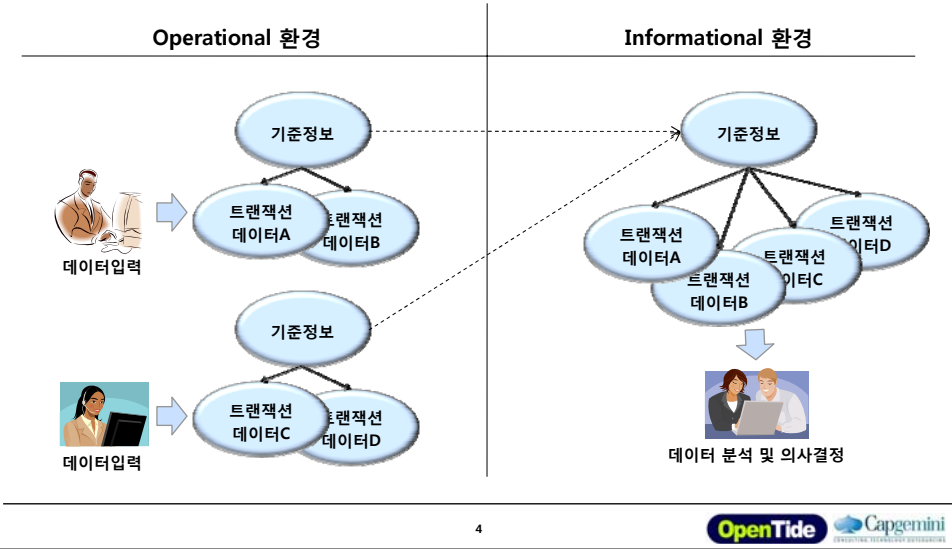 Operational 환경
Informational 환경
기준정보
트랜잭션
데이터A
트랜잭션
데이터B
데이터입력
기준정보
트랜잭션
데이터C
트랜잭션
데이터D
데이터입력
기준정보
트랜잭션
데이터A
트랜잭션
데이터B
트랜잭션
데이터C
트랜잭션
데이터D
데이터 분석 및 의사결정
4
OpenTide
Capgemini
CONSULTING.TECHNOLOGY.OUTSOURCING